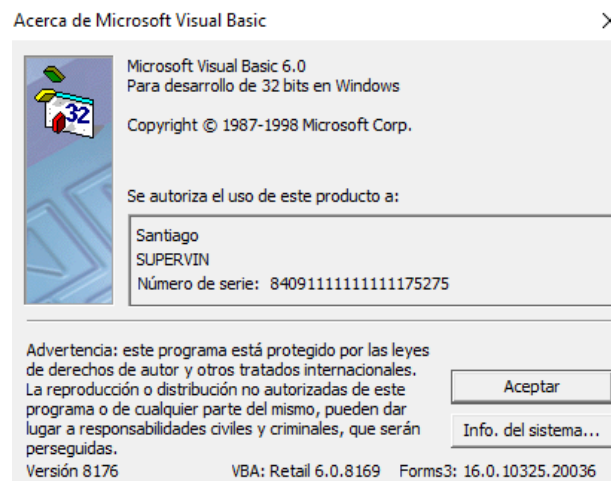 Acerca de Microsoft Visual Basic
Microsoft Visual Basic 6.0
Para desarrollo de 32 bits en Windows
Copyright © 1987-1998 Microsoft Corp.
32
Se autoriza el uso de este producto a:
Santiago
SUPERVIN
Número de serie: 84091111111111175275
Advertencia: este programa está protegido por las leyes
de derechos de autor y otros tratados internacionales.
La reproducción o distribución no autorizadas de este
programa o de cualquier parte del mismo, pueden dar
lugar a responsabilidades civiles y criminales, que serán
perseguidas.
Aceptar
Info. del sistema...
Versión 8176 VBA: Retail 6.0.8169 Forms3: 16.0.10325.20036